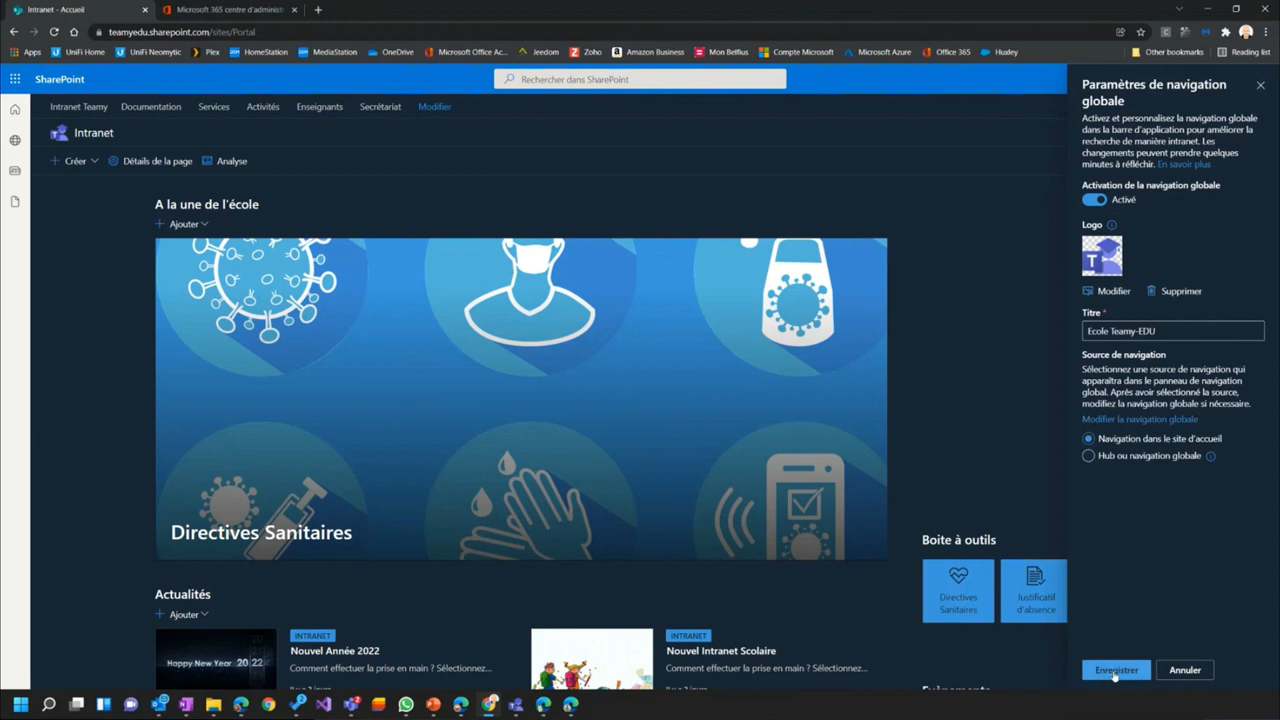 Intranet - Accueil
Microsoft 365 centre d'administ
teamyedu.sharepoint.com/sites/Portal
Apps UniFi Home UniFi Neomytic Plex HomeStation MediaStation OneDrive Microsoft Office Ac... Jeedom Zoho Amazon Business Mon Belfius Compte Microsoft Microsoft Azure Office 365 Huxley Other bookmarks Reading list
SharePoint
Rechercher dans SharePoint
Intranet Teamy Documentation Services Activités Enseignants Secrétariat Modifier
Intranet
Créer Détails de la page Analyse
A la une de l'école
Ajouter
Directives Sanitaires
Boite à outils
Directives
Sanitaires
Justificatif
d'absence
Actualités
Ajouter
Happy New Year 2022
INTRANET
Nouvel Année 2022
Comment effectuer la prise en main ? Sélectionnez...
INTRANET
Nouvel Intranet Scolaire
Comment effectuer la prise en main ? Sélectionnez...
Paramètres de navigation
globale
Activez et personnalisez la navigation globale
dans la barre d'application pour améliorer la
recherche de manière intranet. Les
changements peuvent prendre quelques
minutes à réfléchir. En savoir plus
Activation de la navigation globale
Activé
Logo
T
Modifier Supprimer
Titre *
Ecole Teamy-EDU
Source de navigation
Sélectionnez une source de navigation qui
apparaîtra dans le panneau de navigation
global. Après avoir sélectionné la source,
modifiez la navigation globale si nécessaire.
Modifier la navigation globale
Navigation dans le site d'accueil
Hub ou navigation globale
Enregistrer Annuler